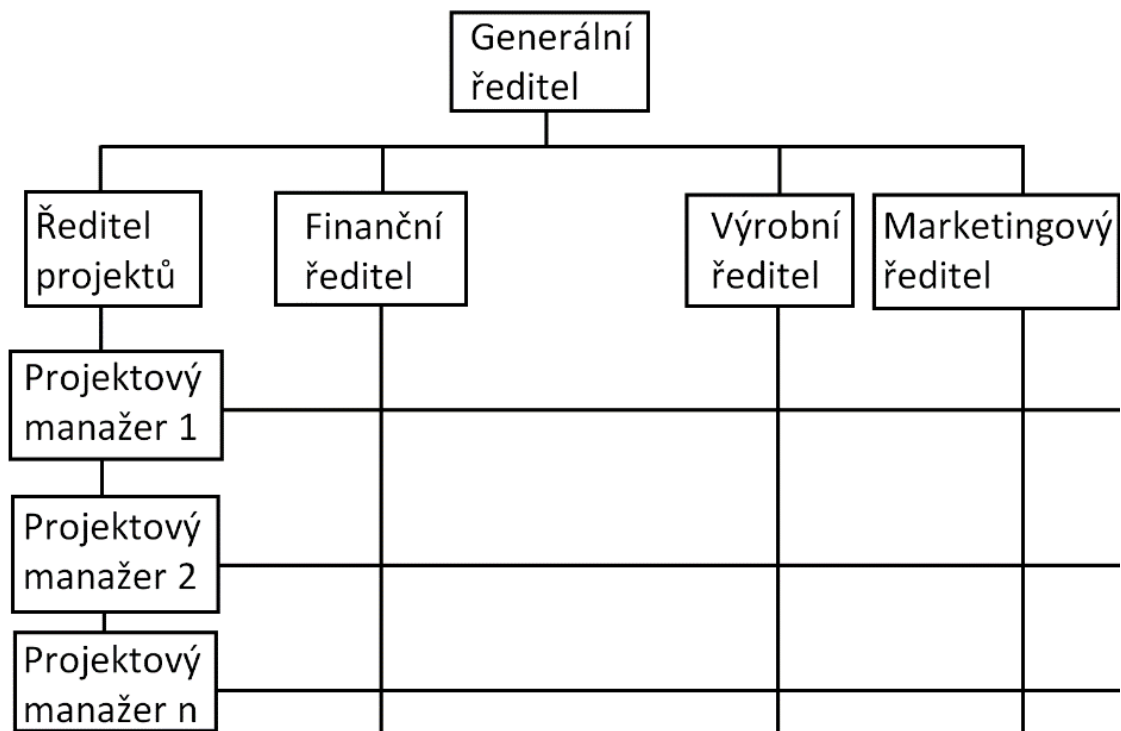 Generální
ředitel
Ředitel
projektů
Finanční
ředitel
Výrobní
ředitel
Marketingový
ředitel
Projektový
manažer 1
Projektový
manažer 2
Projektový
manažer n